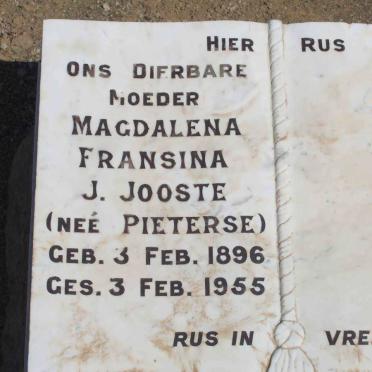 HIER RUS
ONS DIERBARE
MOEDER
MAGDALENA
FRANSINA
J. JOOSTE
(NEÉ PIETERSE)
GEB. 3 FEB. 1896
GES. 3 FEB. 1955
RUS IN VRE